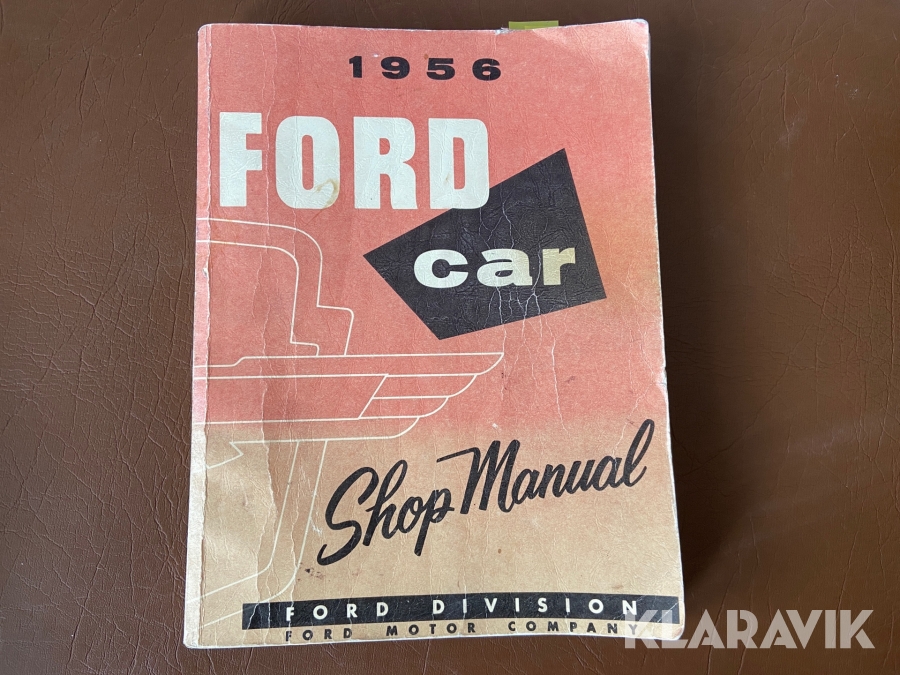 1956
FORD
car
Shop Manual
FORD DIVISION
FORD MOTOR COMPANY
KLARAVIK